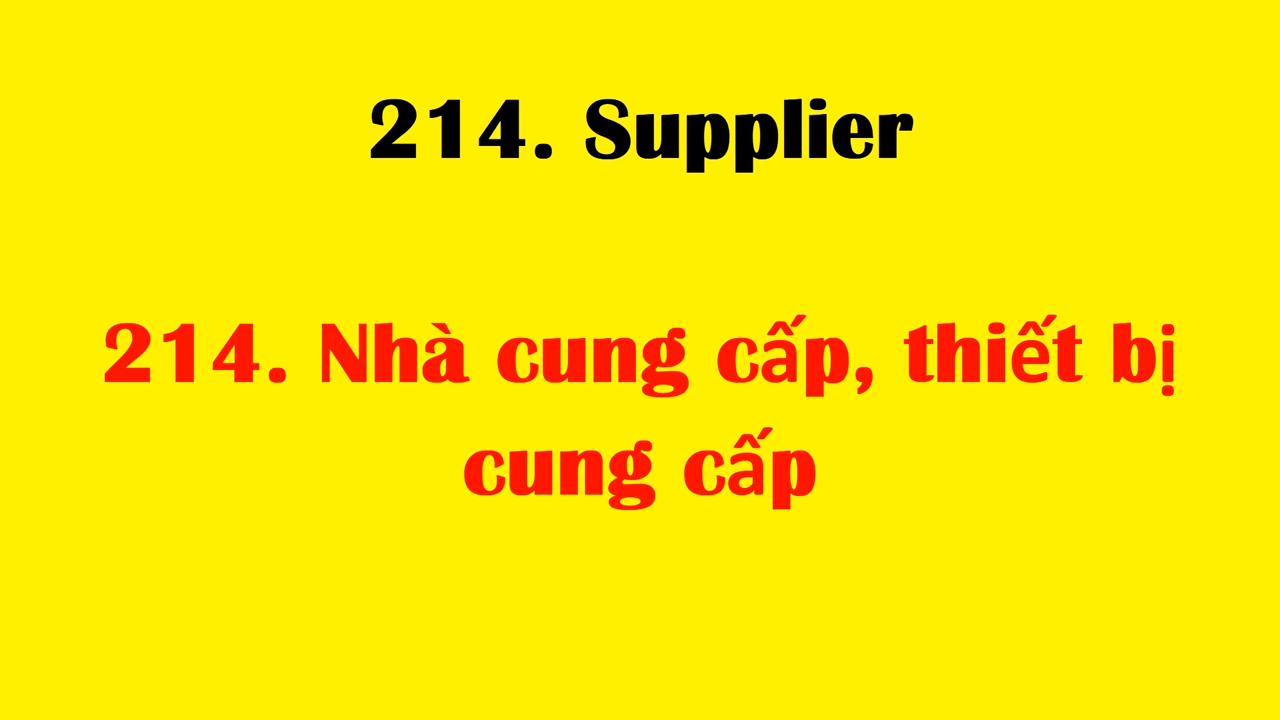 214. Supplier
214. Nhà cung cấp, thiết bị
cung cấp